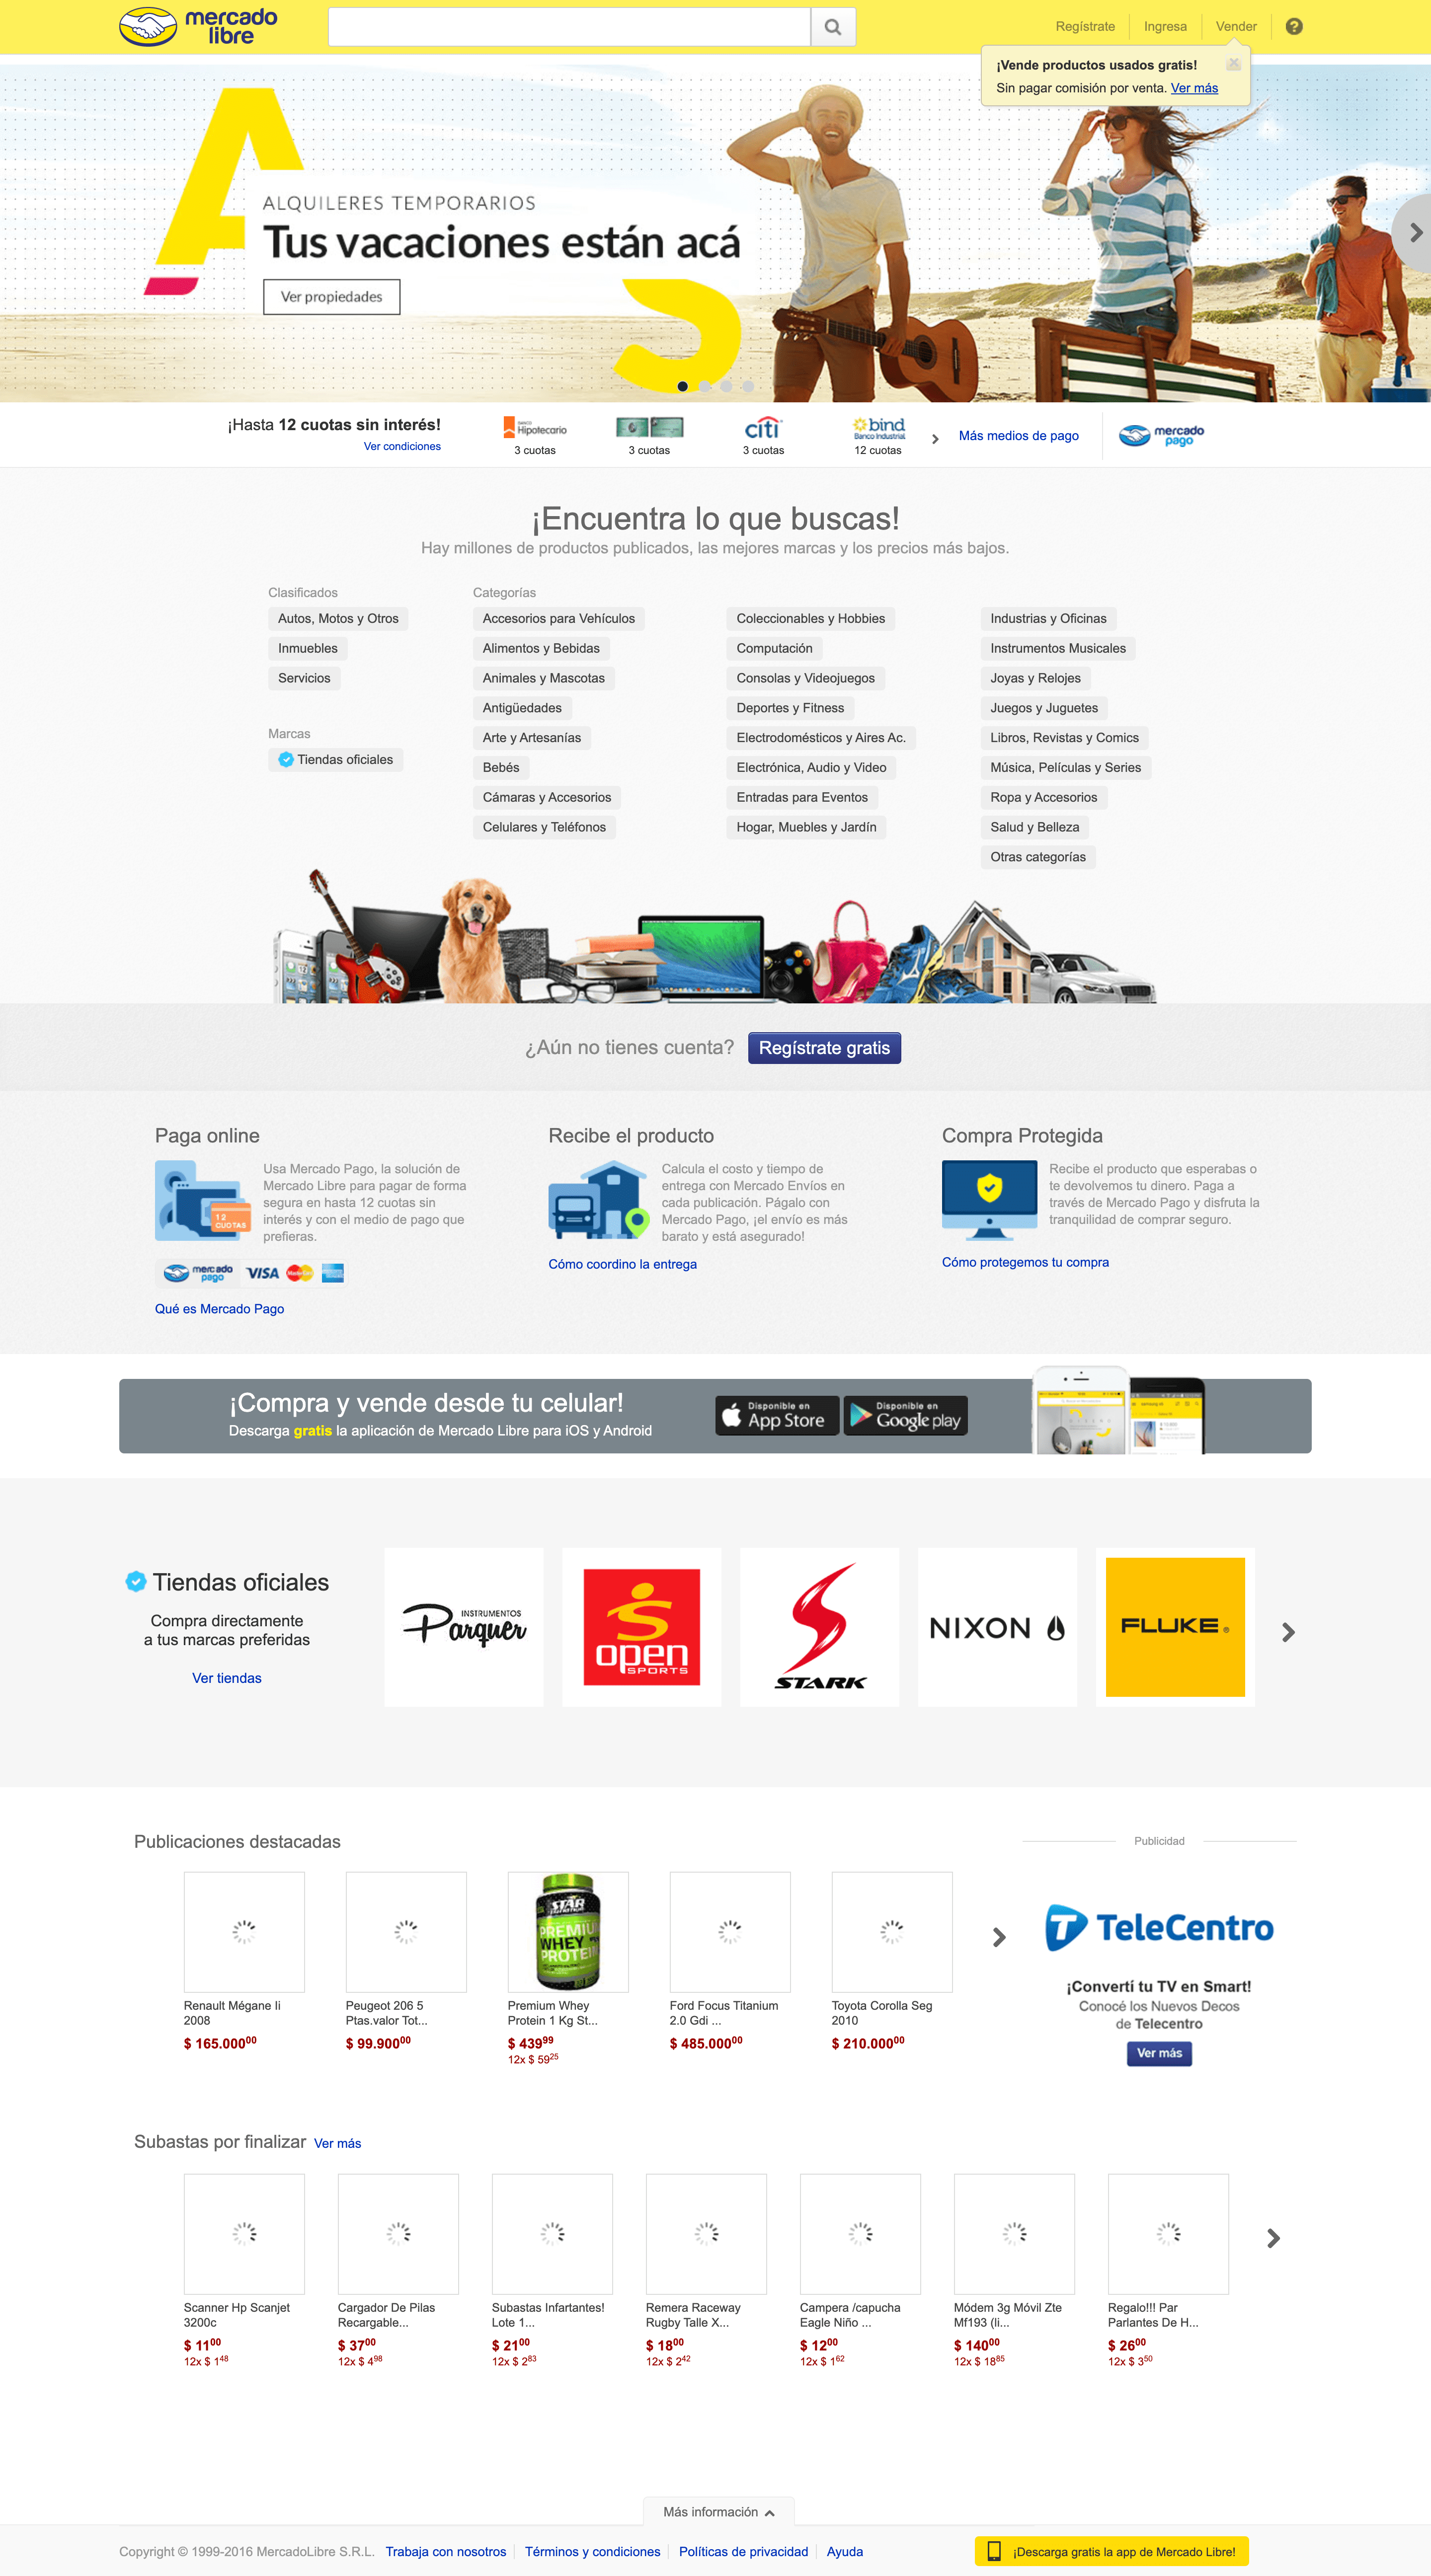 mercado
libre
Regístrate
Ingresa
Vender
?
¡Vende productos usados gratis!
Sin pagar comisión por venta. Ver más
ALQUILERES TEMPORARIOS
Tus vacaciones están acá
Ver propiedades
¡Hasta 12 cuotas sin interés!
Ver condiciones
BANCO
Hipotecario
3 cuotas
3 cuotas
citi
3 cuotas
bind
Banco Industrial
12 cuotas
Más medios de pago
mercado
pago
¡Encuentra lo que buscas!
Hay millones de productos publicados, las mejores marcas y los precios más bajos.
Clasificados
Autos, Motos y Otros
Inmuebles
Servicios
Marcas
Tiendas oficiales
Categorías
Accesorios para Vehículos
Alimentos y Bebidas
Animales y Mascotas
Antigüedades
Arte y Artesanías
Bebés
Cámaras y Accesorios
Celulares y Teléfonos
Coleccionables y Hobbies
Computación
Consolas y Videojuegos
Deportes y Fitness
Electrodomésticos y Aires Ac.
Electrónica, Audio y Video
Entradas para Eventos
Hogar, Muebles y Jardín
Industrias y Oficinas
Instrumentos Musicales
Joyas y Relojes
Juegos y Juguetes
Libros, Revistas y Comics
Música, Películas y Series
Ropa y Accesorios
Salud y Belleza
Otras categorías
¿Aún no tienes cuenta?
Regístrate gratis
Paga online
12
CUOTAS
Usa Mercado Pago, la solución de
Mercado Libre para pagar de forma
segura en hasta 12 cuotas sin
interés y con el medio de pago que
prefieras.
mercado
pago
VISA
MasterCard
Qué es Mercado Pago
Recibe el producto
Calcula el costo y tiempo de
entrega con Mercado Envíos en
cada publicación. Págalo con
Mercado Pago, ¡el envío es más
barato y está asegurado!
Cómo coordino la entrega
Compra Protegida
Recibe el producto que esperabas o
te devolvemos tu dinero. Paga a
través de Mercado Pago y disfruta la
tranquilidad de comprar seguro.
Cómo protegemos tu compra
¡Compra y vende desde tu celular!
Descarga gratis la aplicación de Mercado Libre para iOS y Android
Disponible en
App Store
Disponible en
Google play
Tiendas oficiales
Compra directamente
a tus marcas preferidas
Ver tiendas
INSTRUMENTOS
Parquer
open
SPORTS
STARK
NIXON
FLUKE®
Publicaciones destacadas
STAR
NUTRITION
PREMIUM
WHEY
PROTEIN
Renault Mégane Ii
2008
$ 165.000 00
Peugeot 206 5
Ptas.valor Tot...
$ 99.900 00
Premium Whey
Protein 1 Kg St...
$ 439 99
12x $ 59 25
Ford Focus Titanium
2.0 Gdi ...
$ 485.000 00
Toyota Corolla Seg
2010
$ 210.000 00
Publicidad
TeleCentro
¡Convertí tu TV en Smart!
Conocé los Nuevos Decos
de Telecentro
Ver más
Subastas por finalizar Ver más
Scanner Hp Scanjet
3200c
$ 11 00
12x $ 1 48
Cargador De Pilas
Recargable...
$ 37 00
12x $ 4 98
Subastas Infartantes!
Lote 1...
$ 21 00
12x $ 2 83
Remera Raceway
Rugby Talle X...
$ 18 00
12x $ 2 42
Campera /capucha
Eagle Niño ...
$ 12 00
12x $ 1 62
Módem 3g Móvil Zte
Mf193 (li...
$ 140 00
12x $ 18 85
Regalo!!! Par
Parlantes De H...
$ 26 00
12x $ 3 50
Más información
Copyright © 1999-2016 MercadoLibre S.R.L.
Trabaja con nosotros
Términos y condiciones
Políticas de privacidad
Ayuda
¡Descarga gratis la app de Mercado Libre!